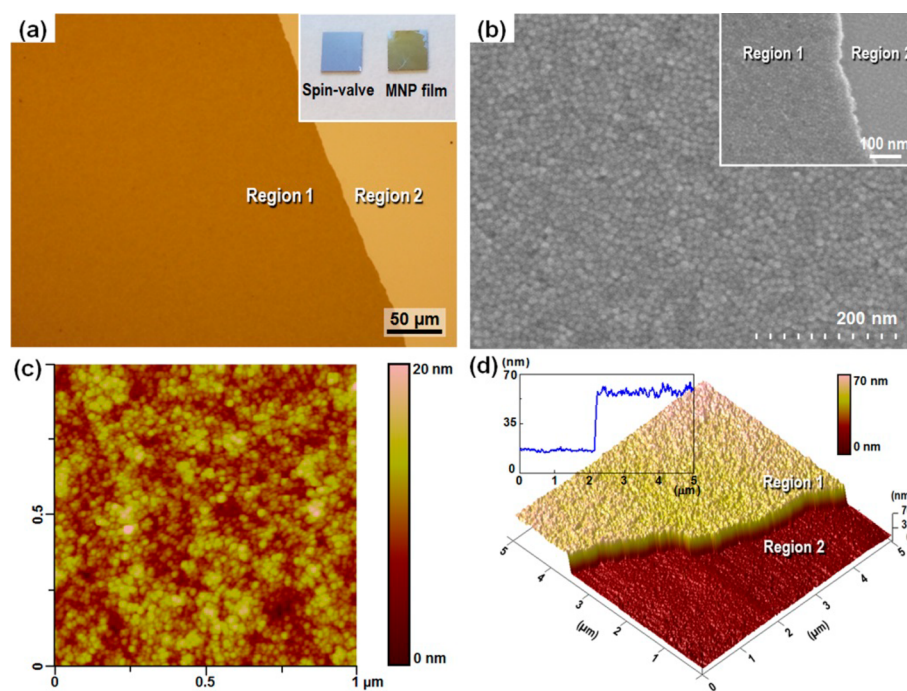 (a)
Spin-valve MNP film
Region 1 Region 2
50 μm
(b)
Region 1 Region 2
100 nm
200 nm
(c)
20 nm
0 nm
0.5
0
0 0.5 1 μm
(d)
(nm)
70
35
0
0 1 2 3 4 5
(μm)
70 nm
0 nm
Region 1
Region 2
(nm)
5
4
3
2
1
0
(μm)
1
2
3
4
5
(μm)